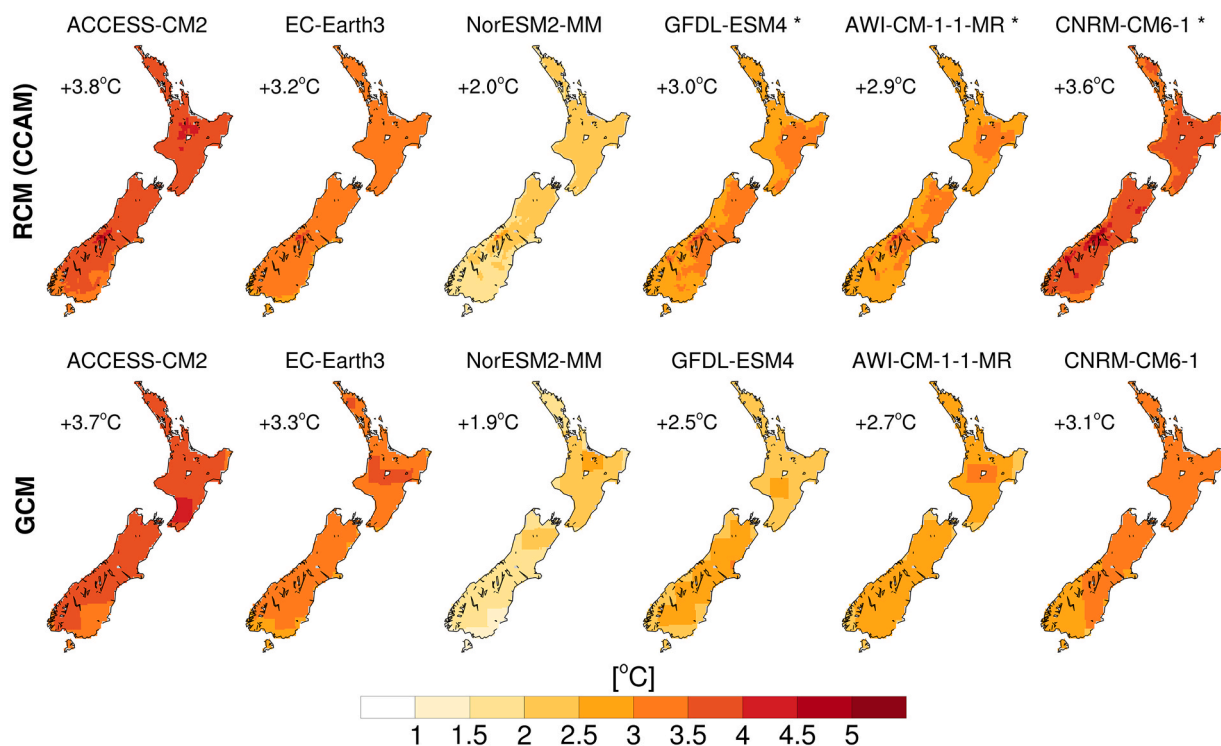 ACCESS-CM2 EC-Earth3 NorESM2-MM GFDL-ESM4 * AWI-CM-1-1-MR * CNRM-CM6-1 *
+3.8°C +3.2°C +2.0°C +3.0°C +2.9°C +3.6°C
RCM (CCAM)
ACCESS-CM2 EC-Earth3 NorESM2-MM GFDL-ESM4 AWI-CM-1-1-MR CNRM-CM6-1
+3.7°C +3.3°C +1.9°C +2.5°C +2.7°C +3.1°C
GCM
[°C]
1 1.5 2 2.5 3 3.5 4 4.5 5